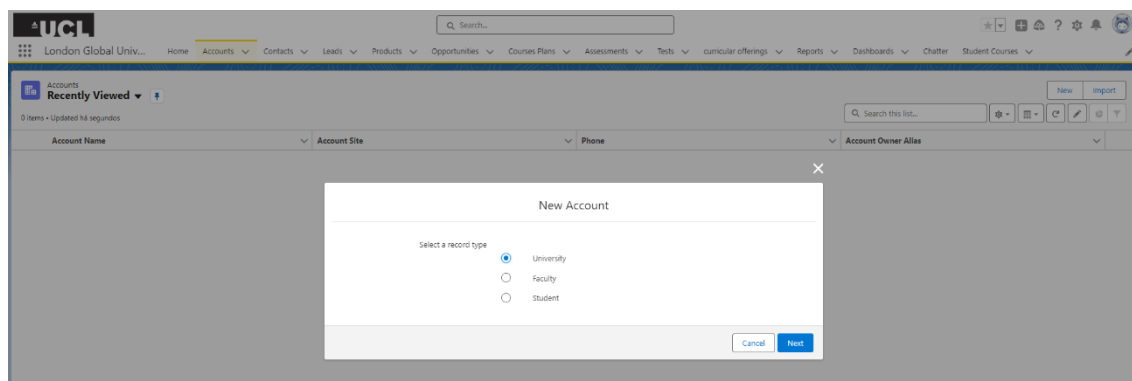 UCL
Search...
London Global Univ... Home Accounts Contacts Leads Products Opportunities Courses Plans Assessments Tests curricular offerings Reports Dashboards Chatter Student Courses
Accounts
Recently Viewed
New Import
0 items • Updated há segundos
Search this list...
Account Name Account Site Phone Account Owner Alias
New Account
Select a record type
University
Faculty
Student
Cancel Next